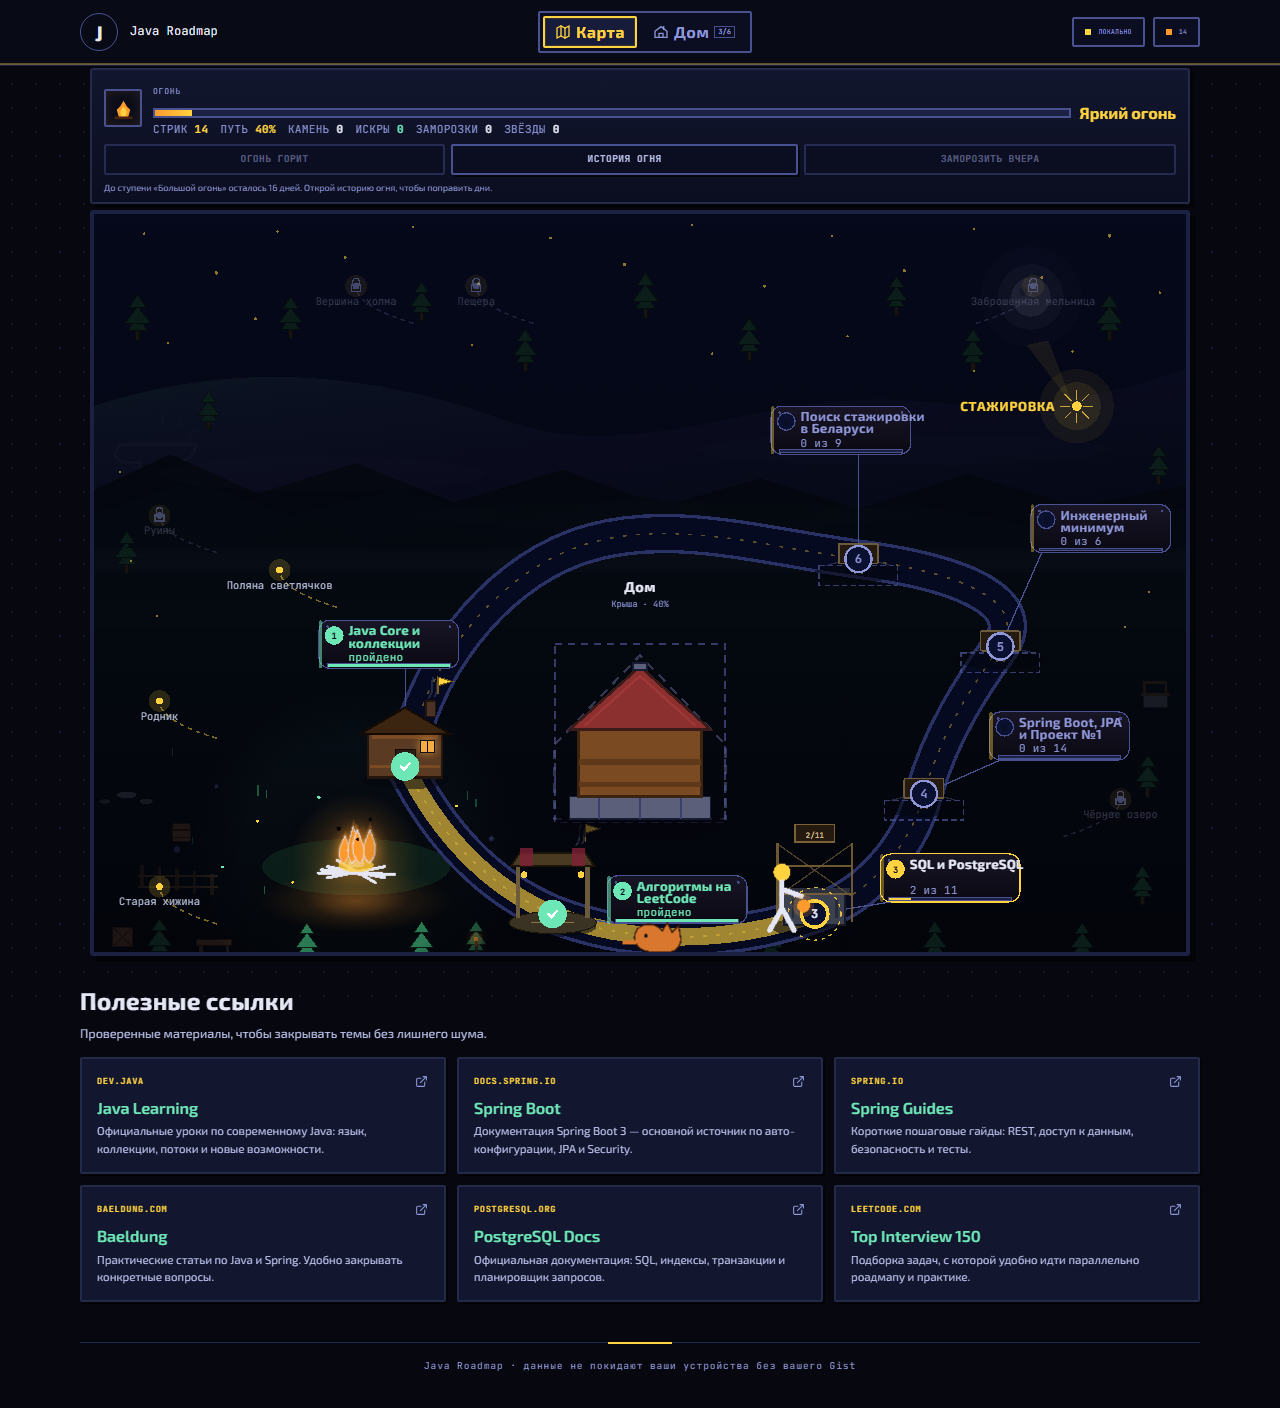 J
Java Roadmap
Карта
Дом 3/6
ЛОКАЛЬНО
14
ОГОНЬ
Яркий огонь
СТРИК 14 ПУТЬ 40% КАМЕНЬ 0 ИСКРЫ 0 ЗАМОРОЗКИ 0 ЗВЁЗДЫ 0
ОГОНЬ ГОРИТ
ИСТОРИЯ ОГНЯ
ЗАМОРОЗИТЬ ВЧЕРА
До ступени «Большой огонь» осталось 16 дней. Открой историю огня, чтобы поправить дни.
Вершина холма
Пещера
Заброшенная мельница
СТАЖИРОВКА
Поиск стажировки
в Беларуси
0 из 9
Руины
Инженерный
минимум
0 из 6
6
Поляна светлячков
Дом
Крыша · 40%
1
Java Core и
коллекции
пройдено
5
Родник
Spring Boot, JPA
и Проект №1
0 из 14
4
Чёрное озеро
2/11
3
SQL и PostgreSQL
2 из 11
2
Алгоритмы на
LeetCode
пройдено
3
Старая хижина
Полезные ссылки
Проверенные материалы, чтобы закрывать темы без лишнего шума.
DEV.JAVA
Java Learning
Официальные уроки по современному Java: язык,
коллекции, потоки и новые возможности.
DOCS.SPRING.IO
Spring Boot
Документация Spring Boot 3 — основной источник по авто-
конфигурации, JPA и Security.
SPRING.IO
Spring Guides
Короткие пошаговые гайды: REST, доступ к данным,
безопасность и тесты.
BAELDUNG.COM
Baeldung
Практические статьи по Java и Spring. Удобно закрывать
конкретные вопросы.
POSTGRESQL.ORG
PostgreSQL Docs
Официальная документация: SQL, индексы, транзакции и
планировщик запросов.
LEETCODE.COM
Top Interview 150
Подборка задач, с которой удобно идти параллельно
роадмапу и практике.
Java Roadmap · данные не покидают ваши устройства без вашего Gist